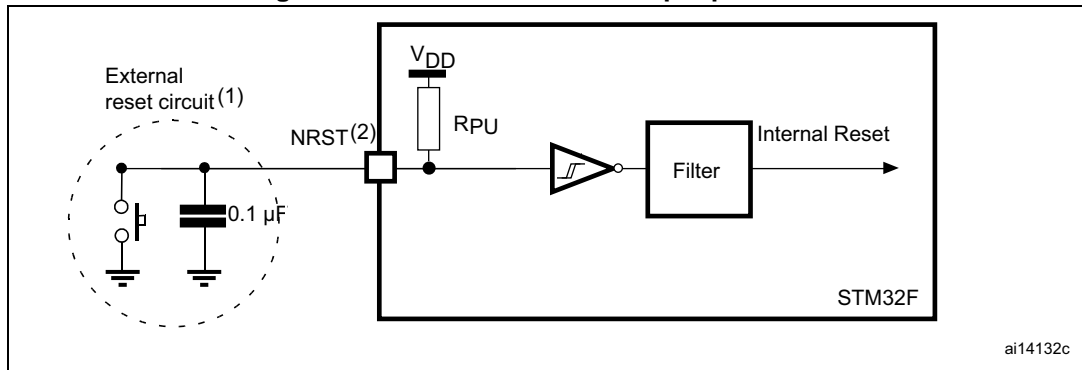 External
reset circuit(1)
VDD
RPU
NRST(2)
Internal Reset
Filter
0.1 µF
STM32F
ai14132c